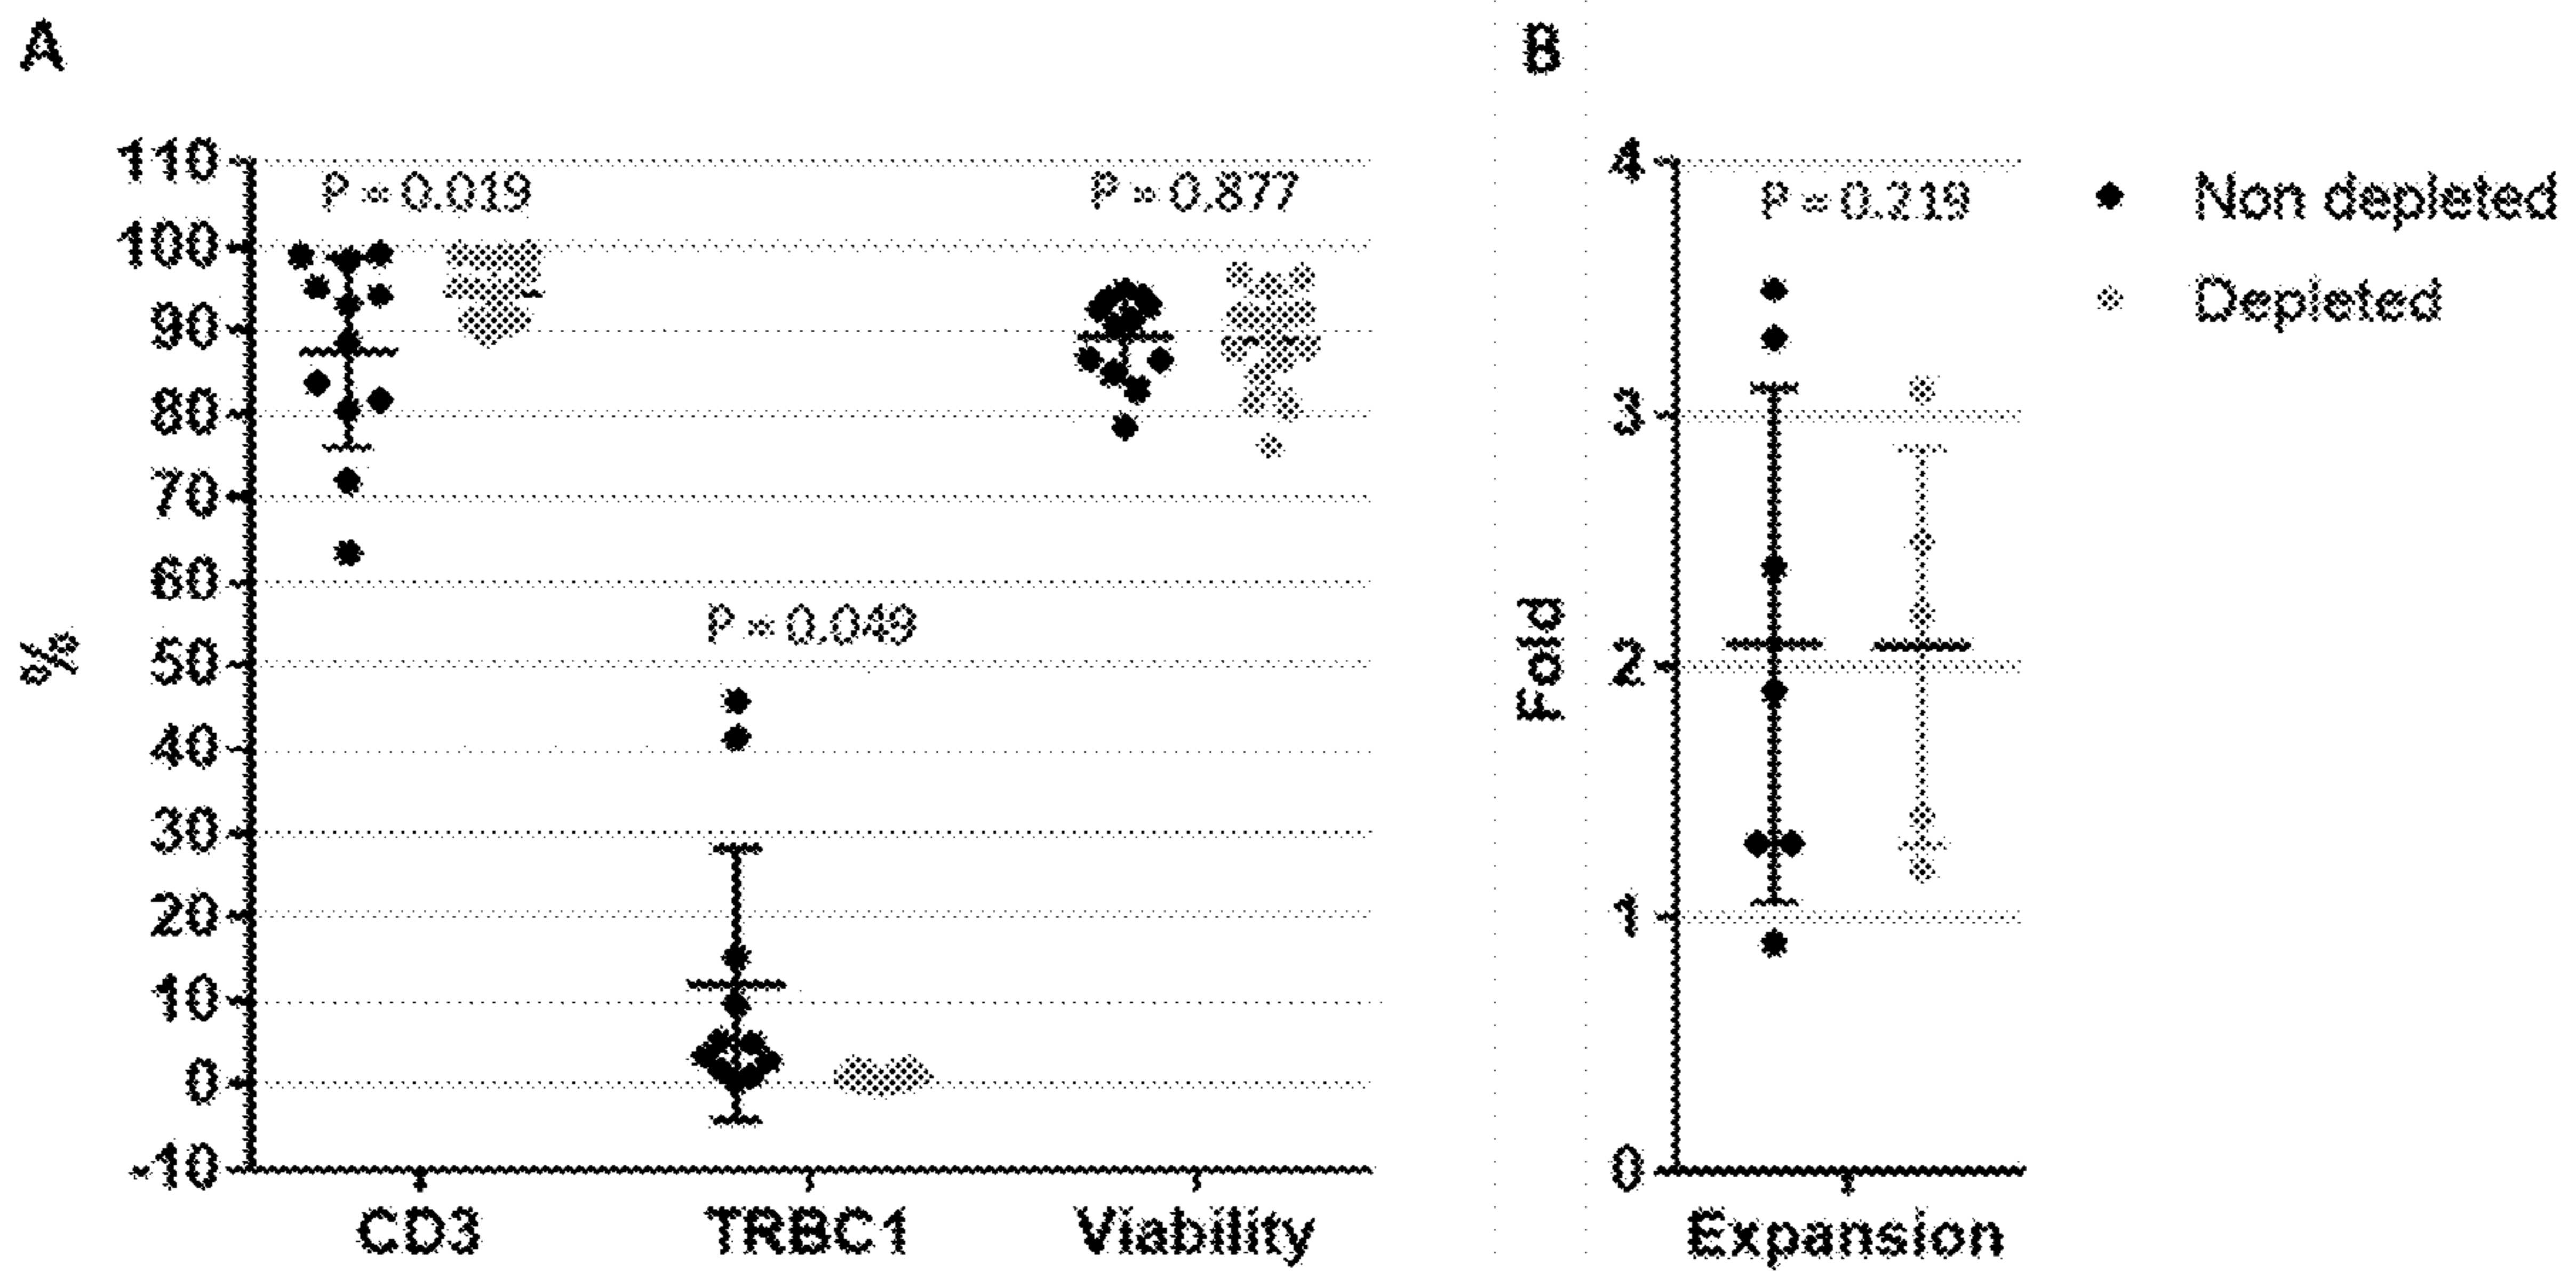 A
B
110
100
90
80
70
60
50
40
30
20
10
0
-10
%
P = 0.019
P = 0.049
P = 0.877
CD3
TRBC1
Viability
4
3
2
1
0
Fold
P = 0.219
Expansion
Non depleted
Depleted